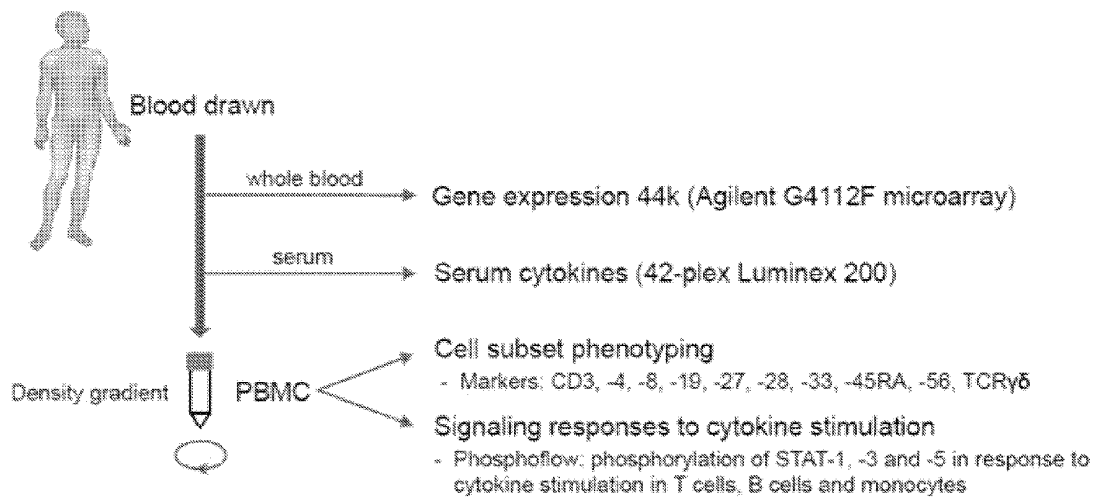 Blood drawn
whole blood
Gene expression 44k (Agilent G4112F microarray)
serum
Serum cytokines (42-plex Luminex 200)
Density gradient
PBMC
Cell subset phenotyping
- Markers: CD3, -4, -8, -19, -27, -28, -33, -45RA, -56, TCRγδ
Signaling responses to cytokine stimulation
- Phosphoflow: phosphorylation of STAT-1, -3 and -5 in response to
cytokine stimulation in T cells, B cells and monocytes